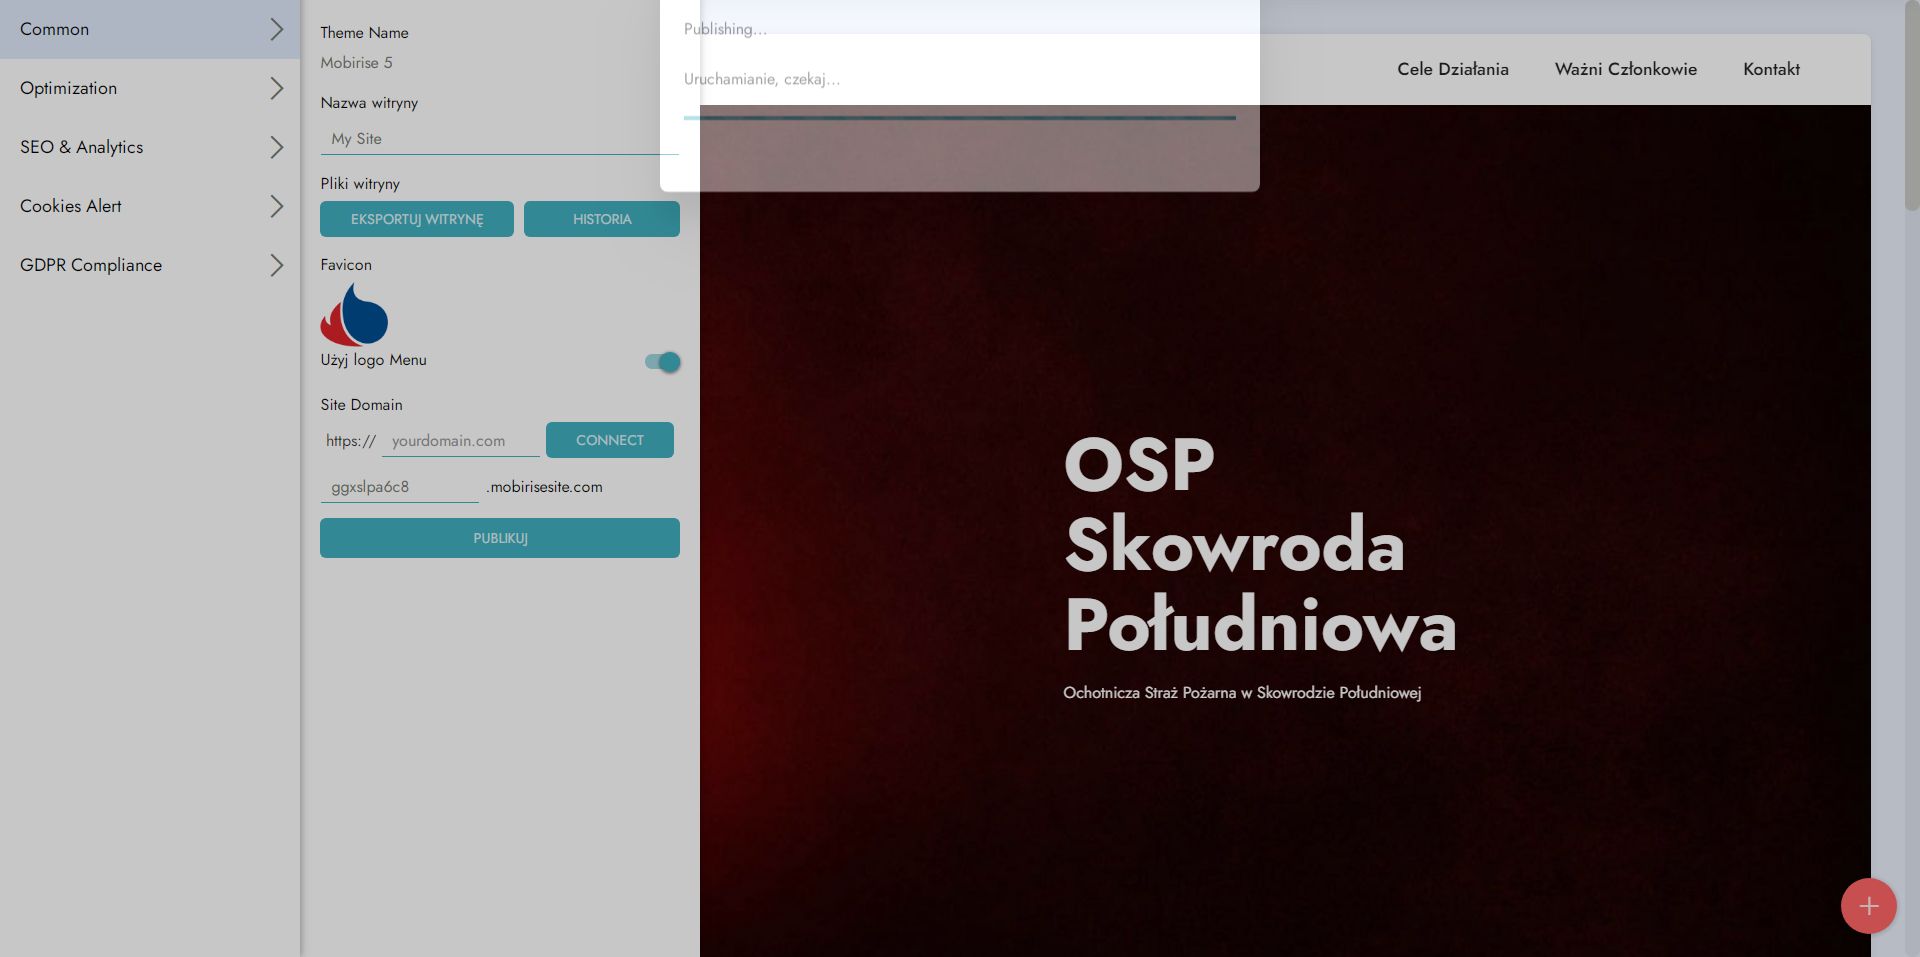 Common
Optimization
SEO & Analytics
Cookies Alert
GDPR Compliance
Theme Name
Mobirise 5
Nazwa witryny
My Site
Pliki witryny
EKSPORTUJ WITRYNĘ
HISTORIA
Favicon
Użyj logo Menu
Site Domain
https://
yourdomain.com
CONNECT
ggxslpa6c8
.mobirisesite.com
PUBLIKUJ
Publishing...
Uruchamianie, czekaj...
Cele Działania
Ważni Członkowie
Kontakt
OSP
Skowroda
Południowa
Ochotnicza Straż Pożarna w Skowrodzie Południowej